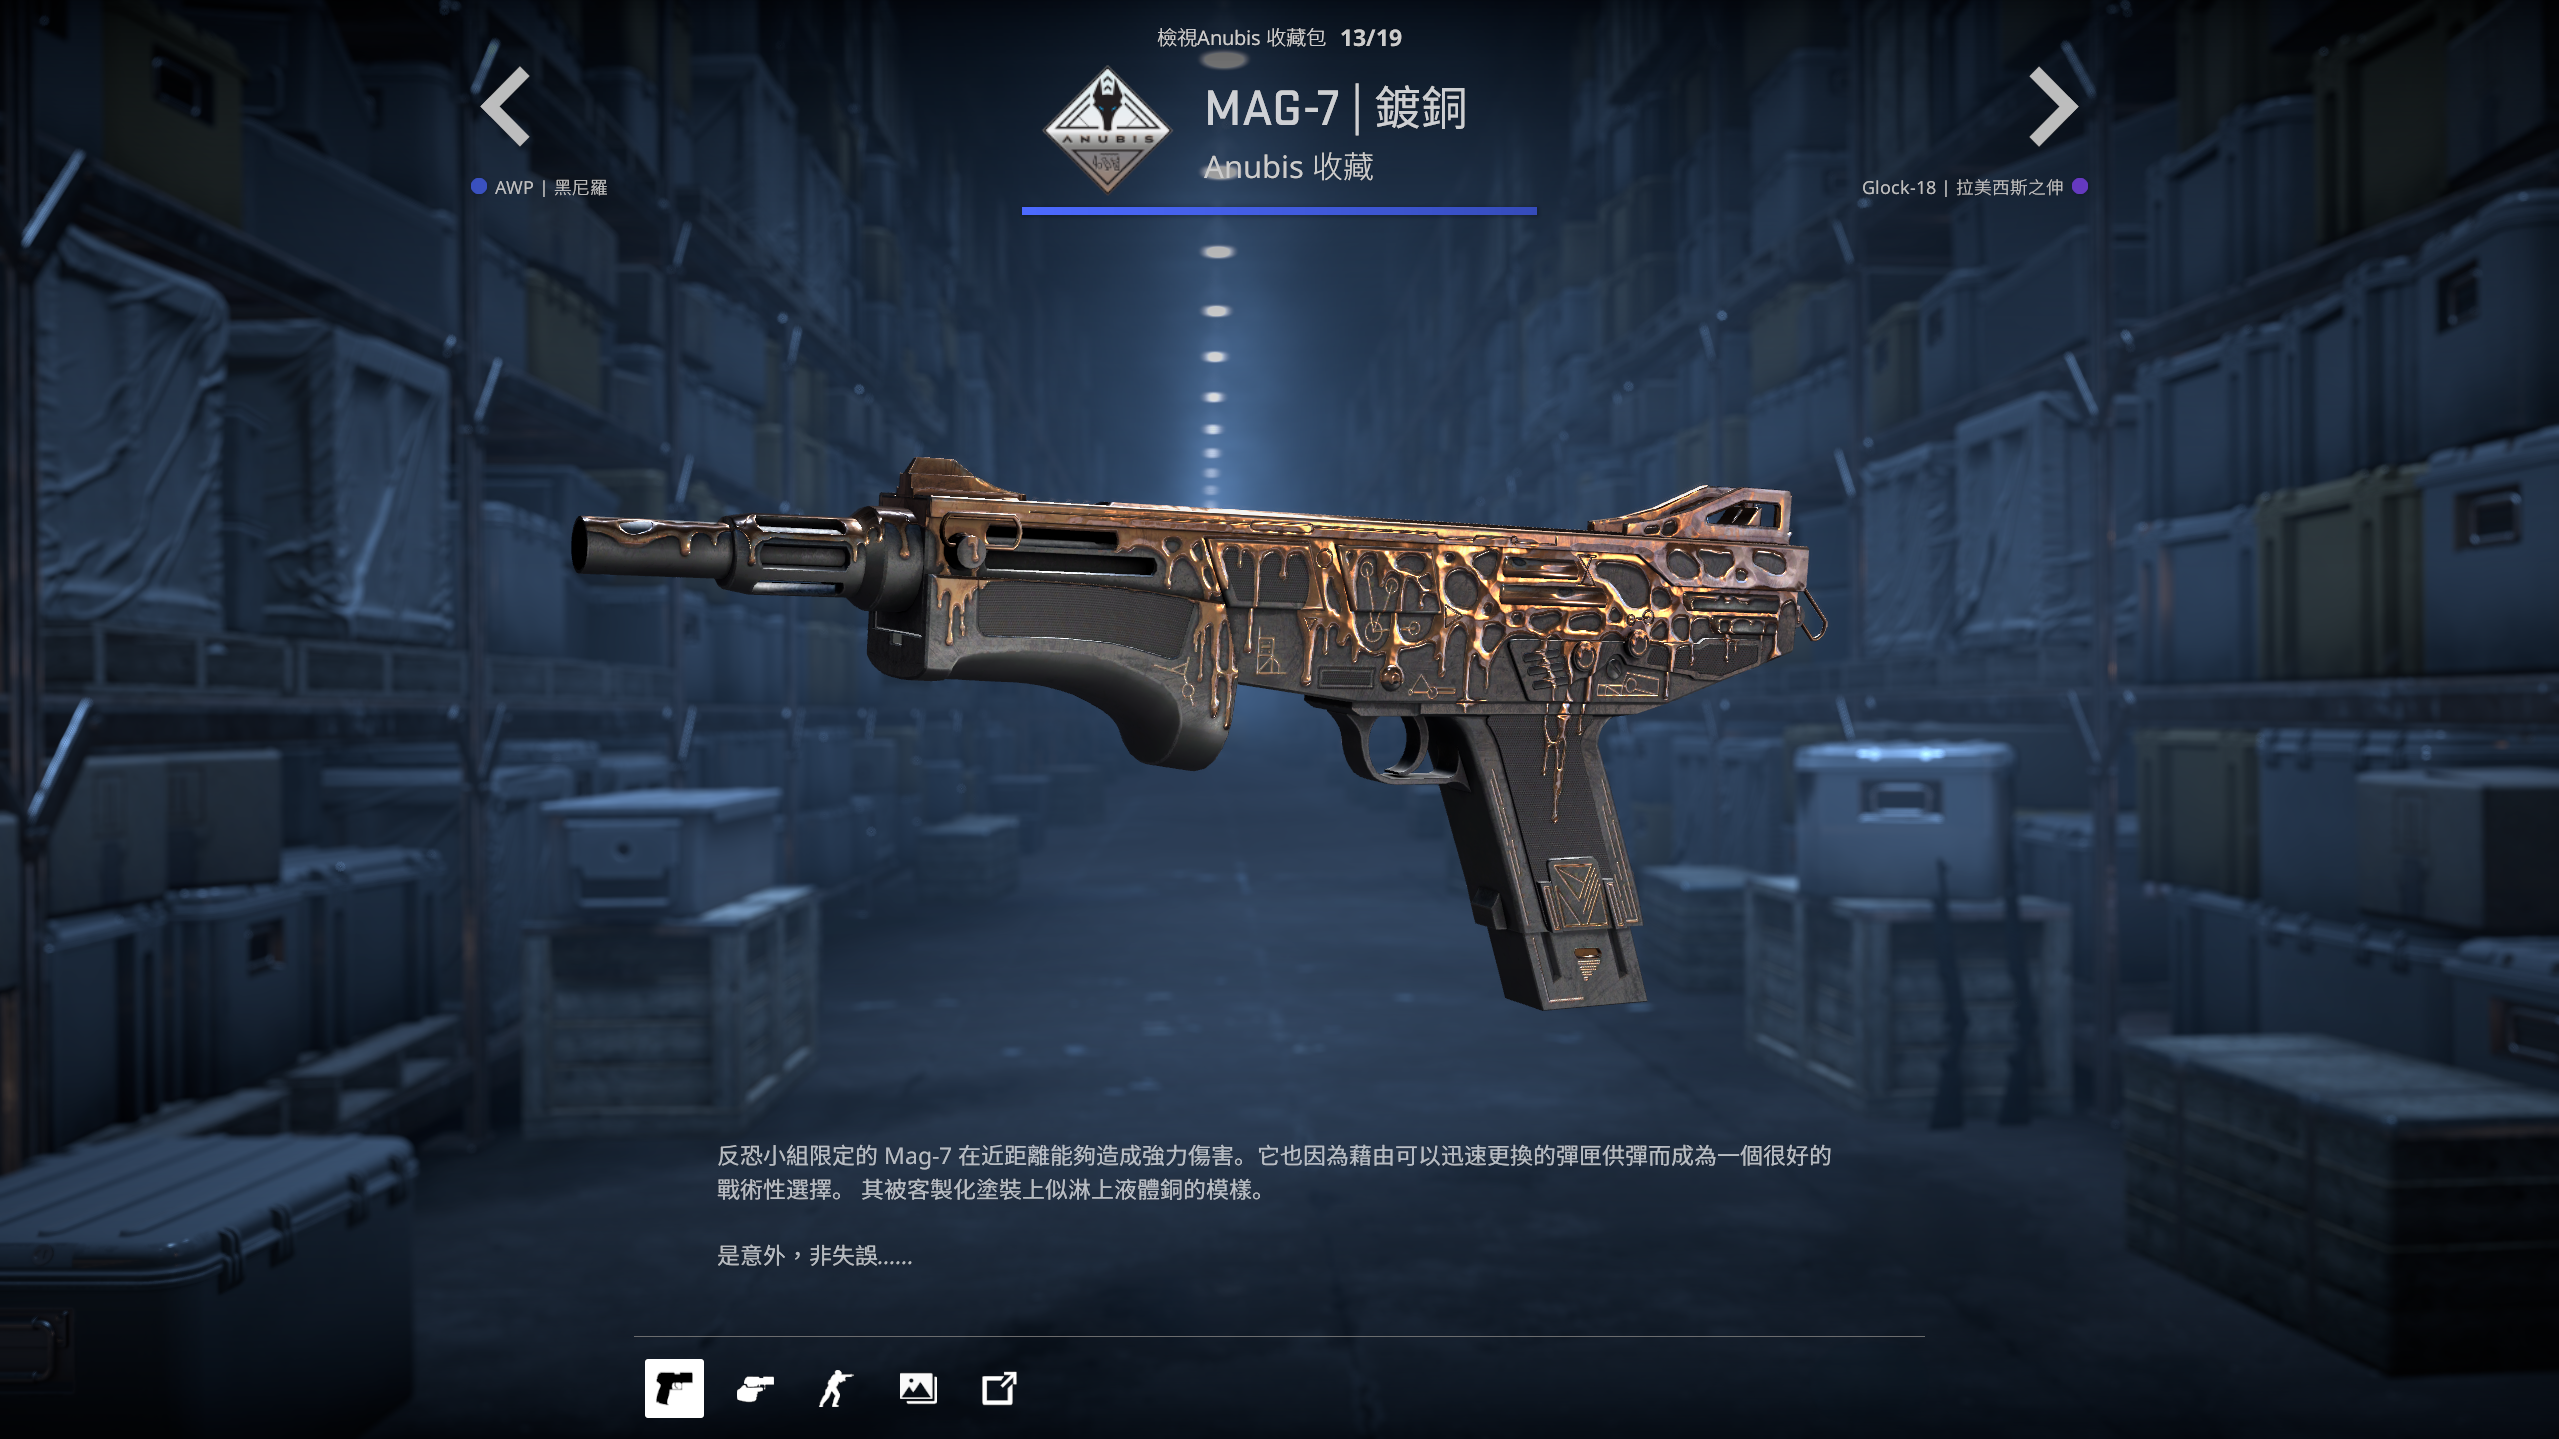 檢視Anubis 收藏包 13/19
MAG-7 | 鍍銅
ANUBIS
Anubis 收藏
AWP | 黑尼羅
Glock-18 | 拉美西斯之伸
反恐小組限定的 Mag-7 在近距離能夠造成強力傷害。它也因為藉由可以迅速更換的彈匣供彈而成為一個很好的
戰術性選擇。 其被客製化塗裝上似淋上液體銅的模樣。
是意外，非失誤......